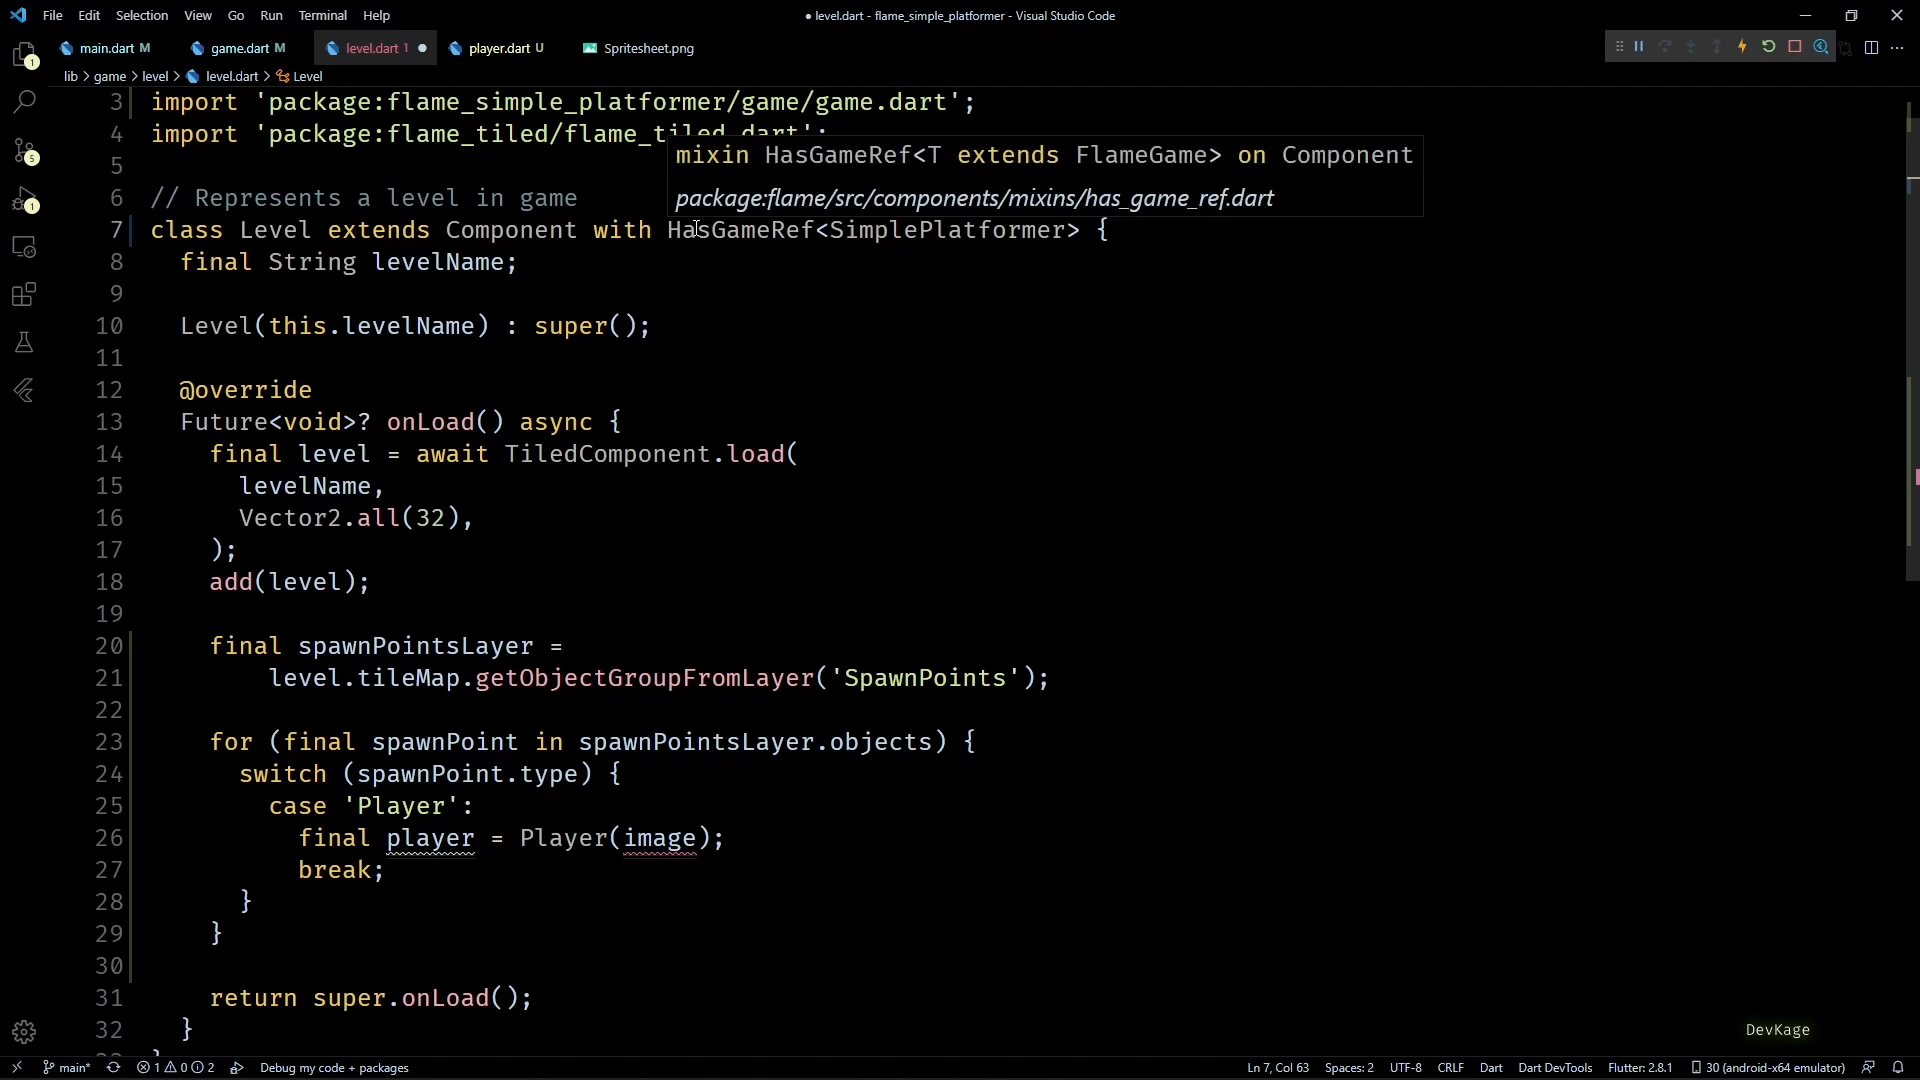 File Edit Selection View Go Run Terminal Help
● level.dart - flame_simple_platformer - Visual Studio Code
main.dart M game.dart M level.dart 1 ● player.dart U Spritesheet.png
lib > game > level > level.dart > Level
3 import 'package:flame_simple_platformer/game/game.dart';
4 import 'package:flame_tiled/flame_tiled.dart';
mixin HasGameRef<T extends FlameGame> on Component
5
6 // Represents a level in game
package:flame/src/components/mixins/has_game_ref.dart
7 class Level extends Component with HasGameRef<SimplePlatformer> {
8 final String levelName;
9
10 Level(this.levelName) : super();
11
12 @override
13 Future<void>? onLoad() async {
14 final level = await TiledComponent.load(
15 levelName,
16 Vector2.all(32),
17 );
18 add(level);
19
20 final spawnPointsLayer =
21 level.tileMap.getObjectGroupFromLayer('SpawnPoints');
22
23 for (final spawnPoint in spawnPointsLayer.objects) {
24 switch (spawnPoint.type) {
25 case 'Player':
26 final player = Player(image);
27 break;
28 }
29 }
30
31 return super.onLoad();
32 }
1
5
1
DevKage
main* 1 0 2 Debug my code + packages Ln 7, Col 63 Spaces: 2 UTF-8 CRLF Dart Dart DevTools Flutter: 2.8.1 30 (android-x64 emulator)